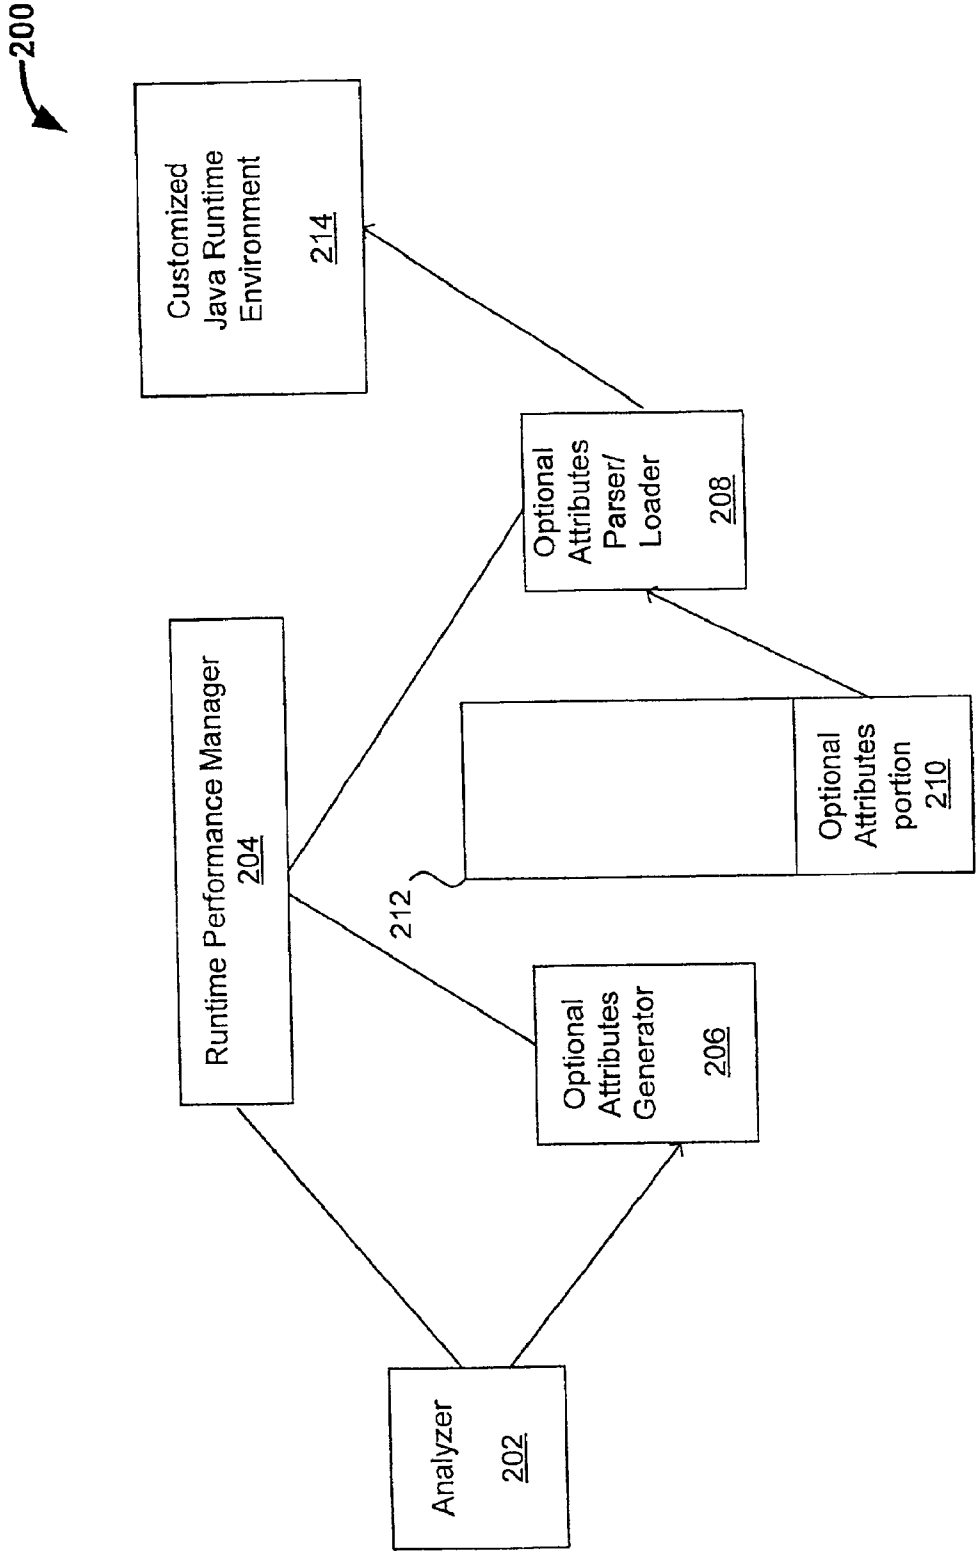 200
Customized
Java Runtime
Environment
214
Runtime Performance Manager
204
Optional
Attributes
Parser/
Loader
208
212
Optional
Attributes
portion
210
Optional
Attributes
Generator
206
Analyzer
202